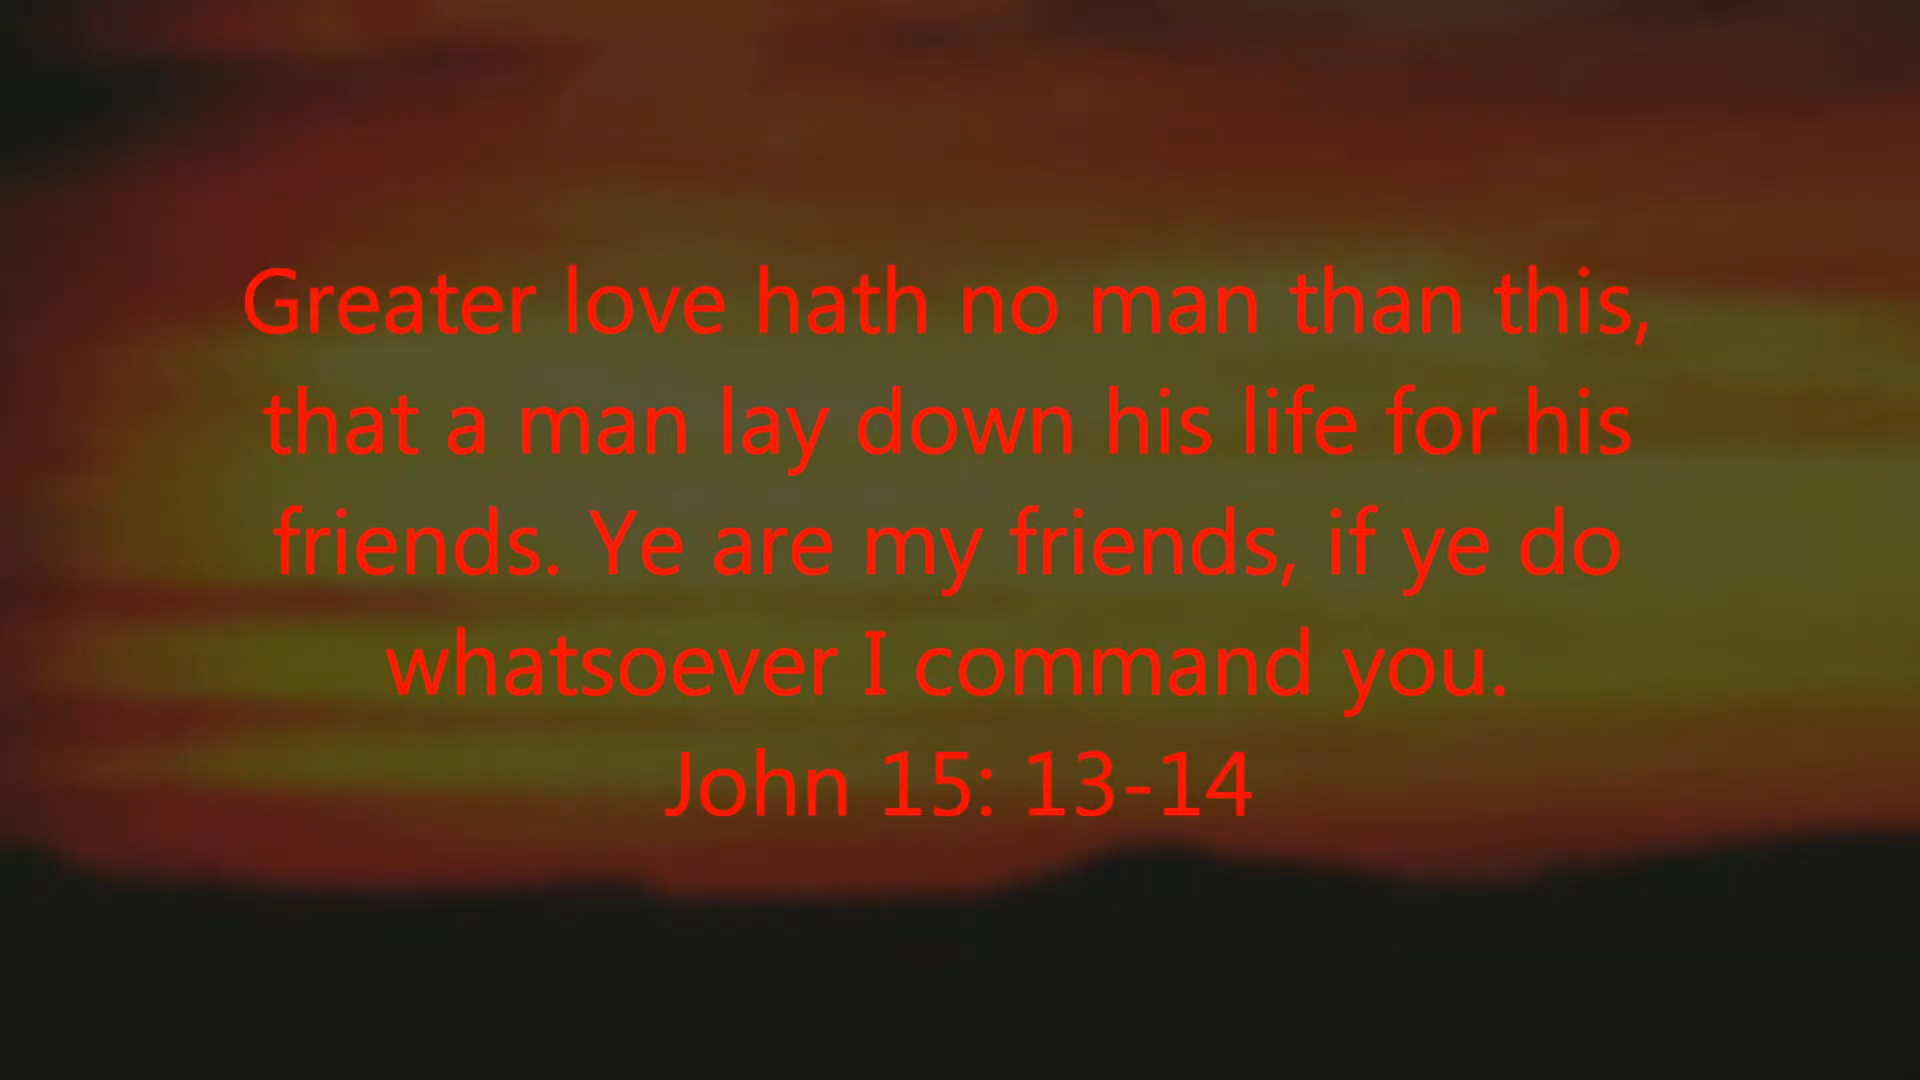 Greater love hath no man than this,
that a man lay down his life for his
friends. Ye are my friends, if ye do
whatsoever I command you.
John 15: 13-14